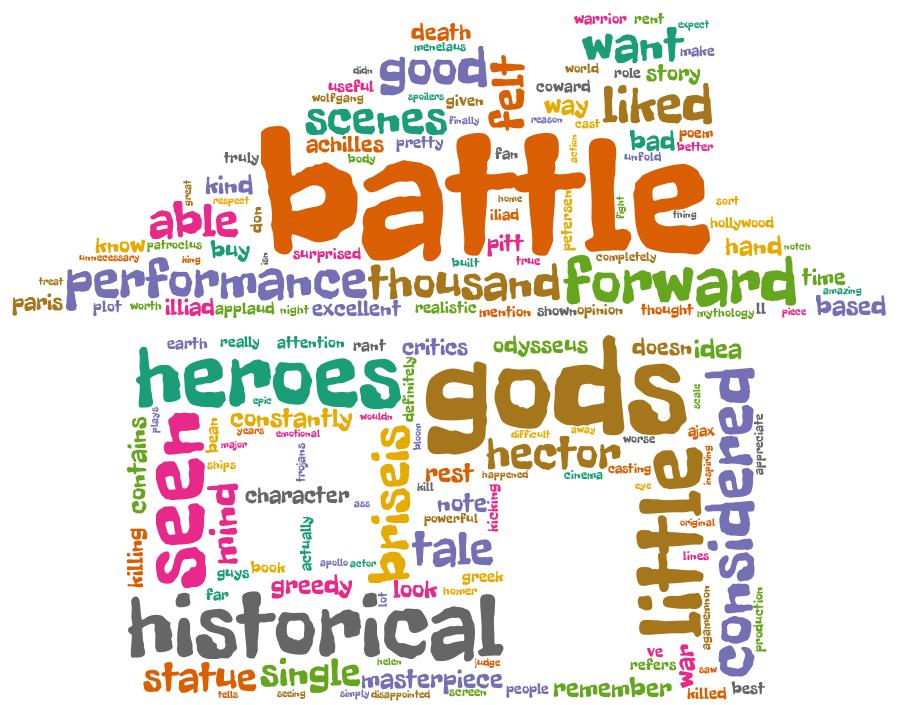 warrior rent expect
death
menelaus
want make
didn good felt world role story
useful coward
wolfgang spoilers given way liked
scenes finally reason cast
achilles pretty bad poem
better
truly body fan action unfold
battle
great kind home fight sort
respect don iliad petersen thing hollywood
able
know patroclus buy pitt hand notch
unnecessary king isn surprised built true completely
treat performance thousand forward time
amazing
paris plot worth illiad applaud night excellent realistic mention shown opinion thought mythology ll piece based
earth really attention rant critics odysseus doesn idea
heroes gods
epic definitely scale
plays seen bean constantly wouldn considered
years emotional bloom difficult away worse ajax appreciate
contains major trojans hector
ships rest happened cinema casting inspiring
mind character ass briseis kill eye little
note kicking
powerful original
killing actually tale lines
guys book apollo actor
far greedy look greek
homer
historical lot agamemnon production
helen judge ve
statue single masterpiece refers war saw
tells seeing simply disappointed screen people remember killed best